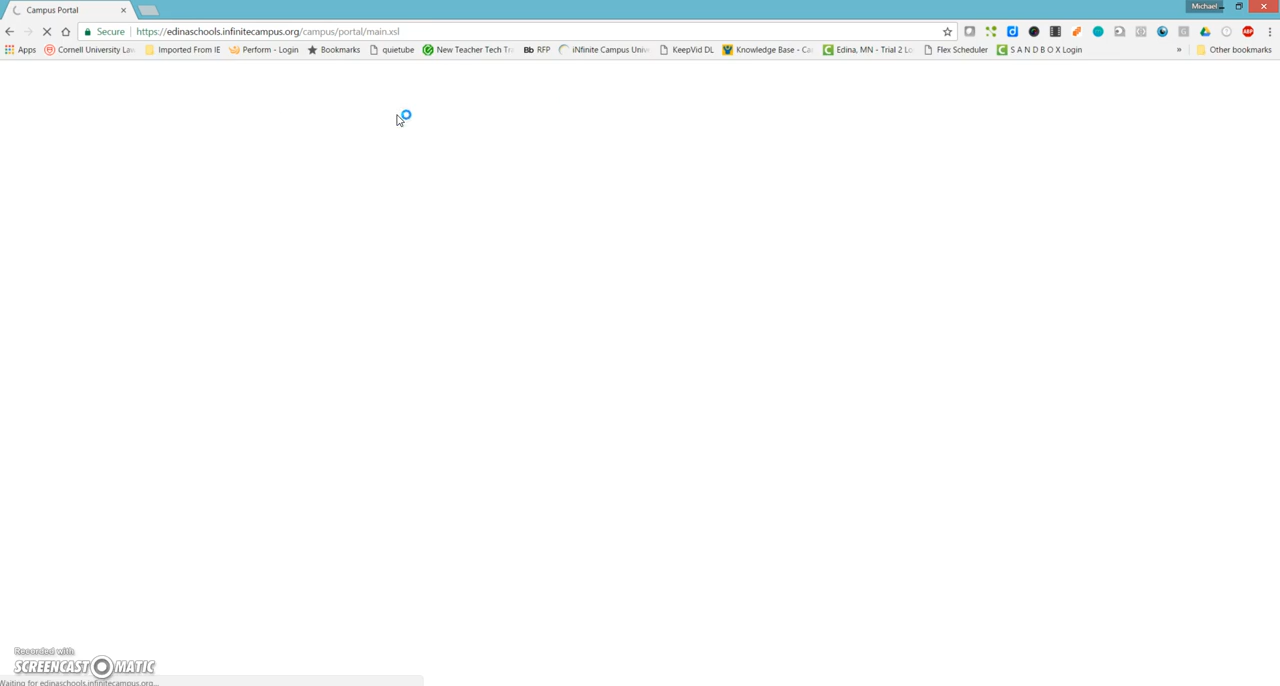 Campus Portal
Michael
Secure https://edinaschools.infinitecampus.org/campus/portal/main.xsl
Apps Cornell University Law Imported From IE Perform - Login Bookmarks quietube New Teacher Tech Tr Bb RFP iNfinite Campus Univ KeepVid DL Knowledge Base - Ca Edina, MN - Trial 2 Lo Flex Scheduler S A N D B O X Login » Other bookmarks
Recorded with
SCREENCAST MATIC
Waiting for edinaschools.infinitecampus.org...